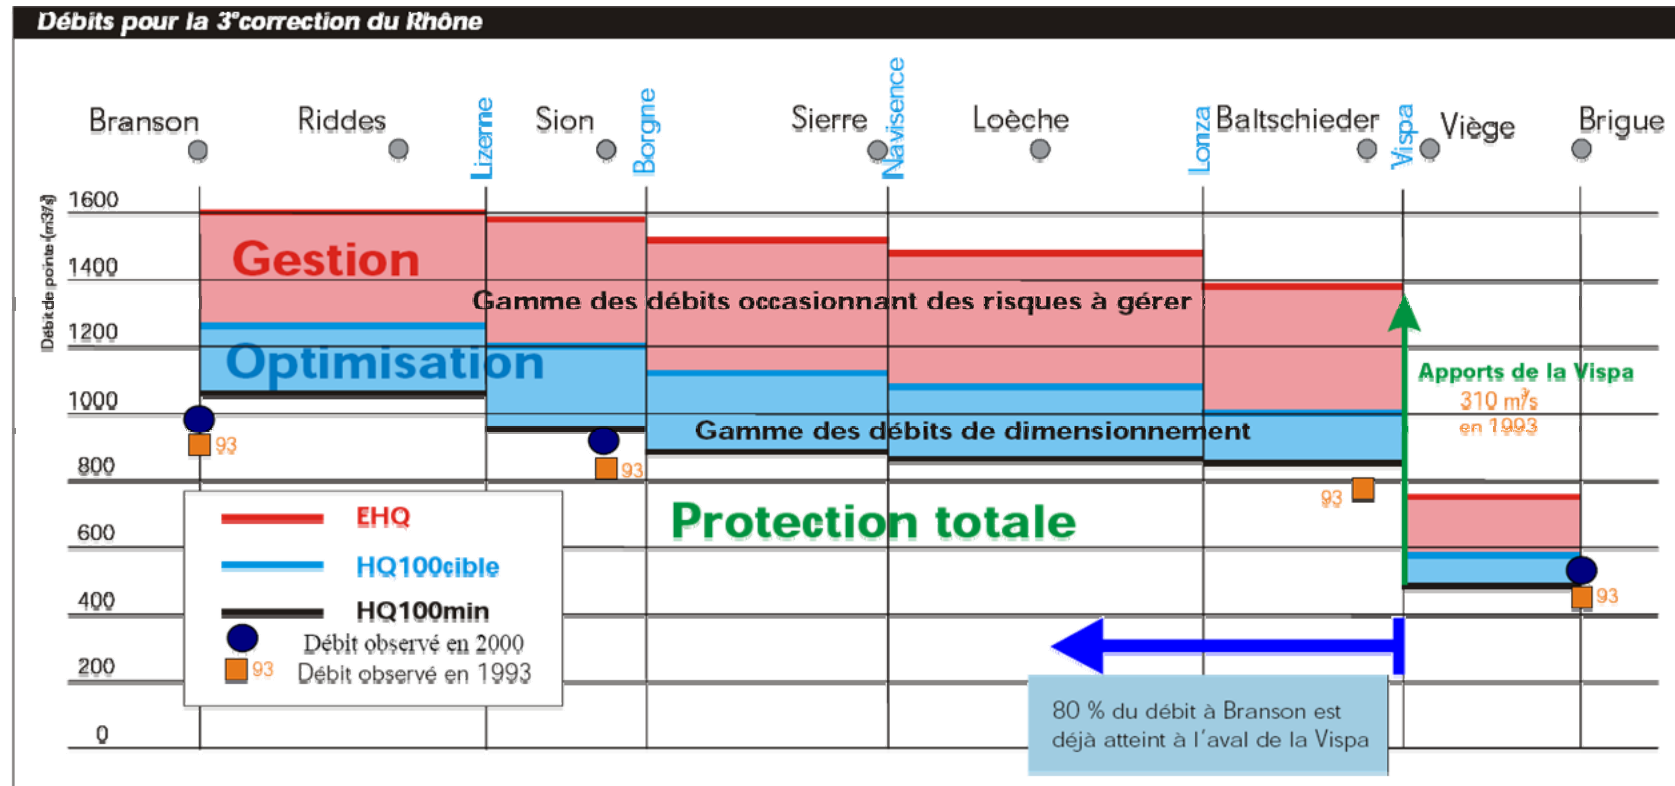 Débits pour la 3ᵉcorrection du Rhône
Branson
Riddes
Lizerne
Sion
Borgne
Sierre
Navisence
Loèche
Lonza
Baltschieder
Vispa
Viège
Brigue
Débit de pointe (m3/s)
1600
1400
1200
1000
800
600
400
200
0
Gestion
Gamme des débits occasionnant des risques à gérer
Optimisation
Gamme des débits de dimensionnement
Protection totale
Apports de la Vispa
310 m³/s
en 1993
93
93
93
93
EHQ
HQ100cible
HQ100min
Débit observé en 2000
93 Débit observé en 1993
80 % du débit à Branson est
déjà atteint à l'aval de la Vispa